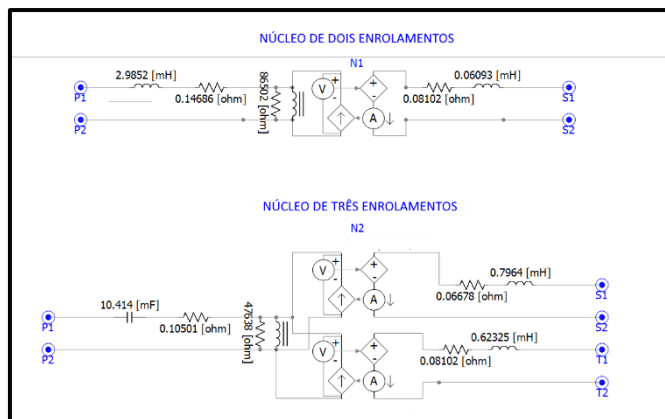 NÚCLEO DE DOIS ENROLAMENTOS
N1
2.9852 [mH]
0.14686 [ohm]
86502 [ohm]
0.06093 [mH]
0.08102 [ohm]
P1
P2
V
A
+
-
+
-
S1
S2
NÚCLEO DE TRÊS ENROLAMENTOS
N2
10.414 [mF]
0.10501 [ohm]
47638 [ohm]
0.7964 [mH]
0.06678 [ohm]
0.62325 [mH]
0.08102 [ohm]
P1
P2
V
A
+
-
+
-
V
A
+
-
+
-
S1
S2
T1
T2